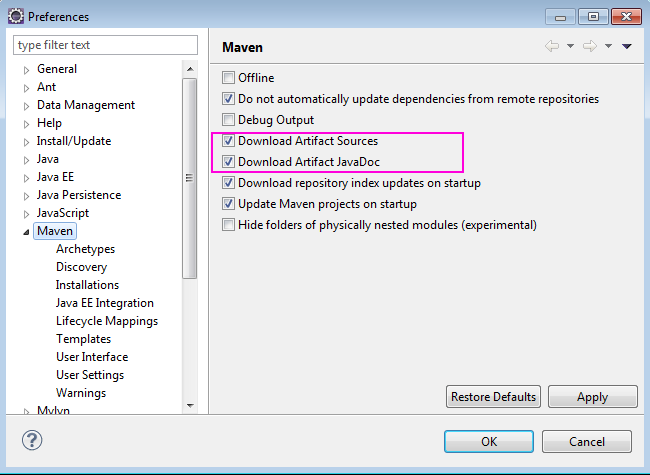 Preferences
type filter text
General
Ant
Data Management
Help
Install/Update
Java
Java EE
Java Persistence
JavaScript
Maven
Archetypes
Discovery
Installations
Java EE Integration
Lifecycle Mappings
Templates
User Interface
User Settings
Warnings
Mylyn
Maven
Offline
Do not automatically update dependencies from remote repositories
Debug Output
Download Artifact Sources
Download Artifact JavaDoc
Download repository index updates on startup
Update Maven projects on startup
Hide folders of physically nested modules (experimental)
Restore Defaults
Apply
?
OK
Cancel